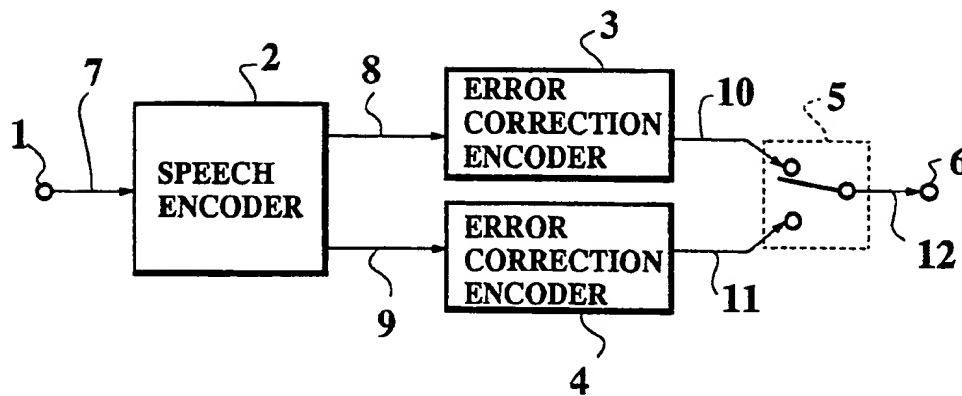 3
2
7
8
10
5
1
6
ERROR
CORRECTION
ENCODER
SPEECH
ENCODER
ERROR
CORRECTION
ENCODER
9
11
12
4